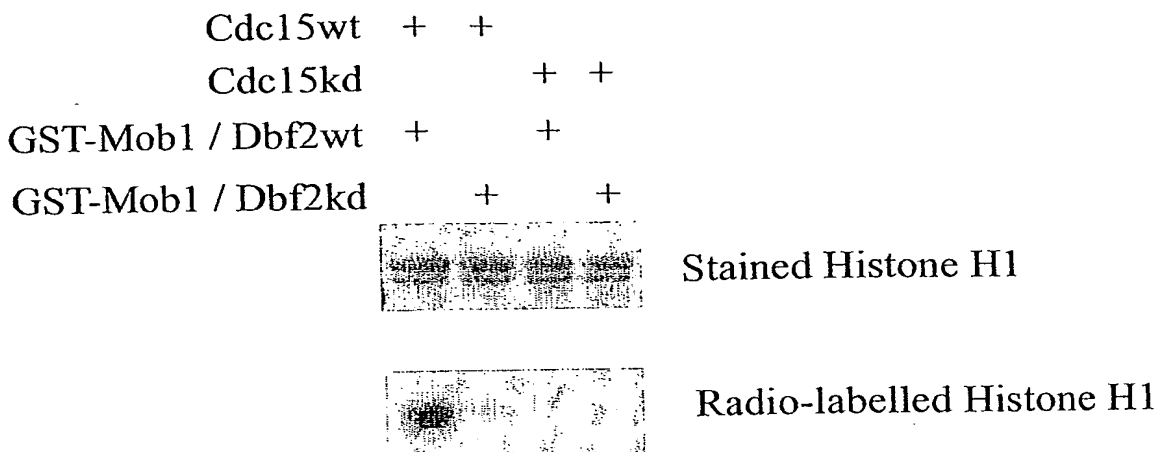 Cdc15wt + +
Cdc15kd + +
GST-Mob1 / Dbf2wt + +
GST-Mob1 / Dbf2kd + +
Stained Histone H1
Radio-labelled Histone H1